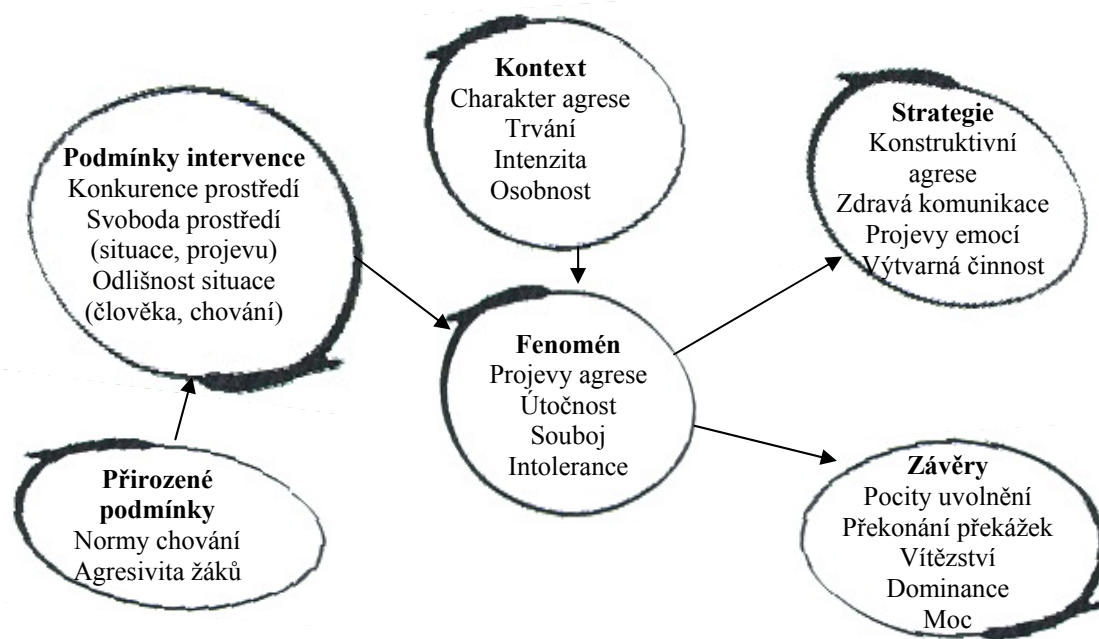 Kontext
Charakter agrese
Trvání
Intenzita
Osobnost
Strategie
Konstruktivní
agrese
Zdravá komunikace
Projevy emocí
Výtvarná činnost
Podmínky intervence
Konkurence prostředí
Svoboda prostředí
(situace, projevu)
Odlišnost situace
(člověka, chování)
Fenomén
Projevy agrese
Útočnost
Souboj
Intolerance
Přirozené
podmínky
Normy chování
Agresivita žáků
Závěry
Pocity uvolnění
Překonání překážek
Vítězství
Dominance
Moc